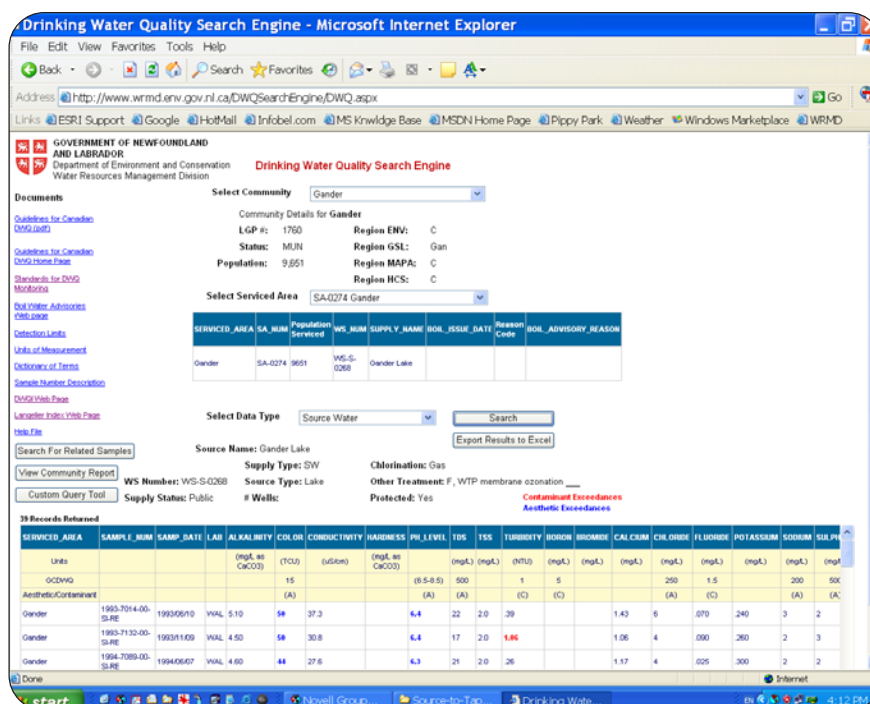 Drinking Water Quality Search Engine - Microsoft Internet Explorer
File Edit View Favorites Tools Help
Back Search Favorites
Address http://www.wrmd.env.gov.nl.ca/DWQSearchEngine/DWQ.aspx Go
Links ESRI Support Google HotMail Infobel.com MS Knwldge Base MSDN Home Page Pippy Park Weather Windows Marketplace WRMD
GOVERNMENT OF NEWFOUNDLAND
AND LABRADOR
Department of Environment and Conservation
Water Resources Management Division
Drinking Water Quality Search Engine
Documents
Guidelines for Canadian
DWQ (pdf)
Guidelines for Canadian
DWQ Home Page
Standards for DWQ
Monitoring
Boil Water Advisories
Web page
Detection Limits
Units of Measurement
Dictionary of Terms
Sample Number Description
DWQI Web Page
Langelier Index Web Page
Help File
Search For Related Samples
View Community Report
Custom Query Tool
Select Community Gander
Community Details for Gander
LGP #: 1760 Region ENV: C
Status: MUN Region GSL: Gan
Population: 9,651 Region MAPA: C
Region HCS: C
Select Serviced Area SA-0274 Gander
SERVICED_AREA SA_NUM Population Serviced WS_NUM SUPPLY_NAME BOIL_ISSUE_DATE Reason Code BOIL_ADVISORY_REASON
Gander SA-0274 9651 WS-S-0268 Gander Lake
Select Data Type Source Water Search
Export Results to Excel
Source Name: Gander Lake
Supply Type: SW Chlorination: Gas
WS Number: WS-S-0268 Source Type: Lake Other Treatment: F, WTP membrane ozonation
Supply Status: Public # Wells: Protected: Yes
Contaminant Exceedances
Aesthetic Exceedances
39 Records Returned
SERVICED_AREA SAMPLE_NUM SAMP_DATE LAB ALKALINITY COLOR CONDUCTIVITY HARDNESS PH_LEVEL TDS TSS TURBIDITY BORON BROMIDE CALCIUM CHLORIDE FLUORIDE POTASSIUM SODIUM SULPH
Units (mg/L as CaCO3) (TCU) (uS/cm) (mg/L as CaCO3) (mg/L) (mg/L) (NTU) (mg/L) (mg/L) (mg/L) (mg/L) (mg/L) (mg/L) (mg/L) (mg/
GCDWQ 15 (6.5-8.5) 500 1 5 250 1.5 200 500
Aesthetic/Contaminant (A) (A) (A) (C) (C) (A) (C) (A) (A)
Gander 1993-7014-00-SI-RE 1993/06/10 WAL 5.10 50 37.3 6.4 22 2.0 .39 1.43 6 .070 .240 3 2
Gander 1993-7132-00-SI-RE 1993/11/09 WAL 4.50 50 30.8 6.4 17 2.0 1.06 1.06 4 .090 .260 2 3
Gander 1994-7089-00-SI-RE 1994/06/07 WAL 4.60 44 27.6 6.3 21 2.0 .26 1.17 4 .025 .300 2 2
Done Internet
start Novell Group... Source-to-Tap... Drinking Wate... EN 4:12 PM